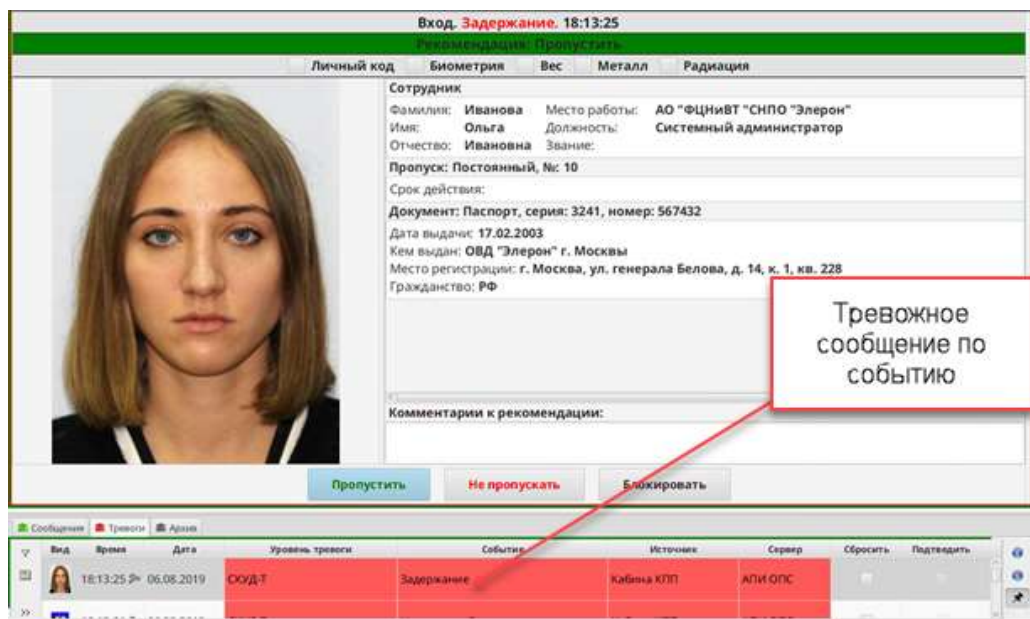 Вход. Задержание. 18:13:25
Рекомендация: Пропустить
Личный код Биометрия Вес Металл Радиация
Сотрудник
Фамилия: Иванова Место работы: АО "ФЦНиВТ "СНПО "Элерон"
Имя: Ольга Должность: Системный администратор
Отчество: Ивановна Звание:
Пропуск: Постоянный, №: 10
Срок действия:
Документ: Паспорт, серия: 3241, номер: 567432
Дата выдачи: 17.02.2003
Кем выдан: ОВД "Элерон" г. Москвы
Место регистрации: г. Москва, ул. генерала Белова, д. 14, к. 1, кв. 228
Гражданство: РФ
Тревожное
сообщение по
событию
Комментарии к рекомендации:
Пропустить Не пропускать Блокировать
Сообщения Тревоги Архив
Вид Время Дата Уровень тревоги Событие Источник Сервер Сбросить Подтвердить
18:13:25 06.08.2019 СКУД-Т Задержание Кабина КПП АПИ ОПС